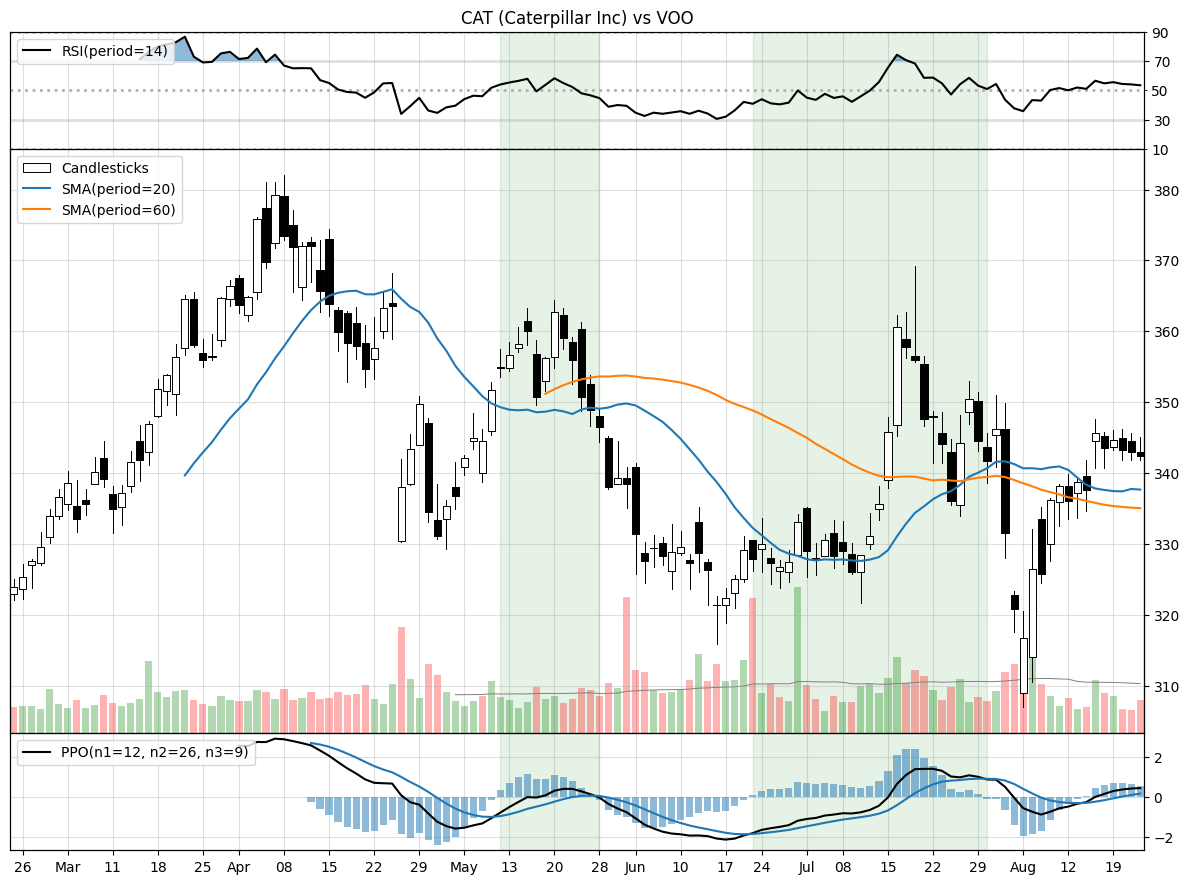 CAT (Caterpillar Inc) vs VOO
RSI(period=14)
90
70
50
30
10
Candlesticks
SMA(period=20)
SMA(period=60)
380
370
360
350
340
330
320
310
PPO(n1=12, n2=26, n3=9)
2
0
−2
26 Mar 11 18 25 Apr 08 15 22 29 May 13 20 28 Jun 10 17 24 Jul 08 15 22 29 Aug 12 19